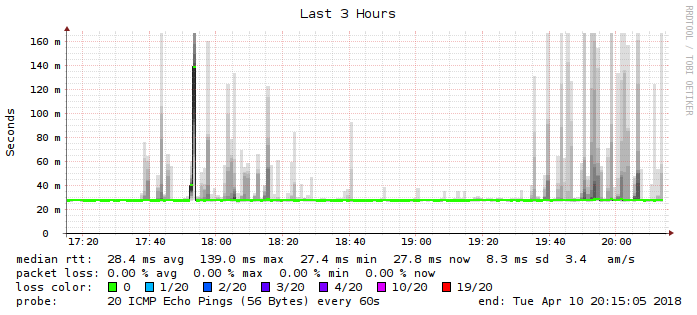 Last 3 Hours
RRDTOOL / TOBI OETIKER
Seconds
160 m
140 m
120 m
100 m
80 m
60 m
40 m
20 m
0
17:20 17:40 18:00 18:20 18:40 19:00 19:20 19:40 20:00
median rtt: 28.4 ms avg 139.0 ms max 27.4 ms min 27.8 ms now 8.3 ms sd 3.4 am/s
packet loss: 0.00 % avg 0.00 % max 0.00 % min 0.00 % now
loss color: 0 1/20 2/20 3/20 4/20 10/20 19/20
probe: 20 ICMP Echo Pings (56 Bytes) every 60s end: Tue Apr 10 20:15:05 2018